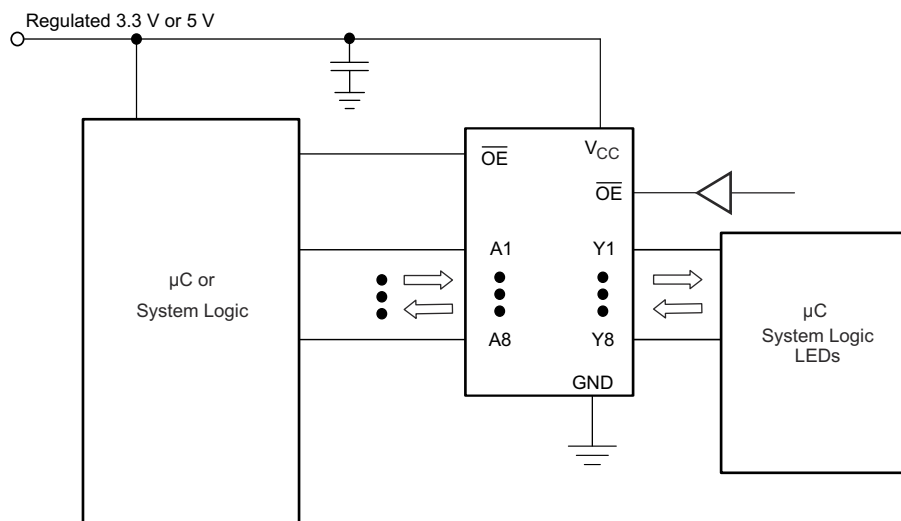 Regulated 3.3 V or 5 V
OE
VCC
OE
A1
Y1
µC or
System Logic
µC
System Logic
LEDs
A8
Y8
GND